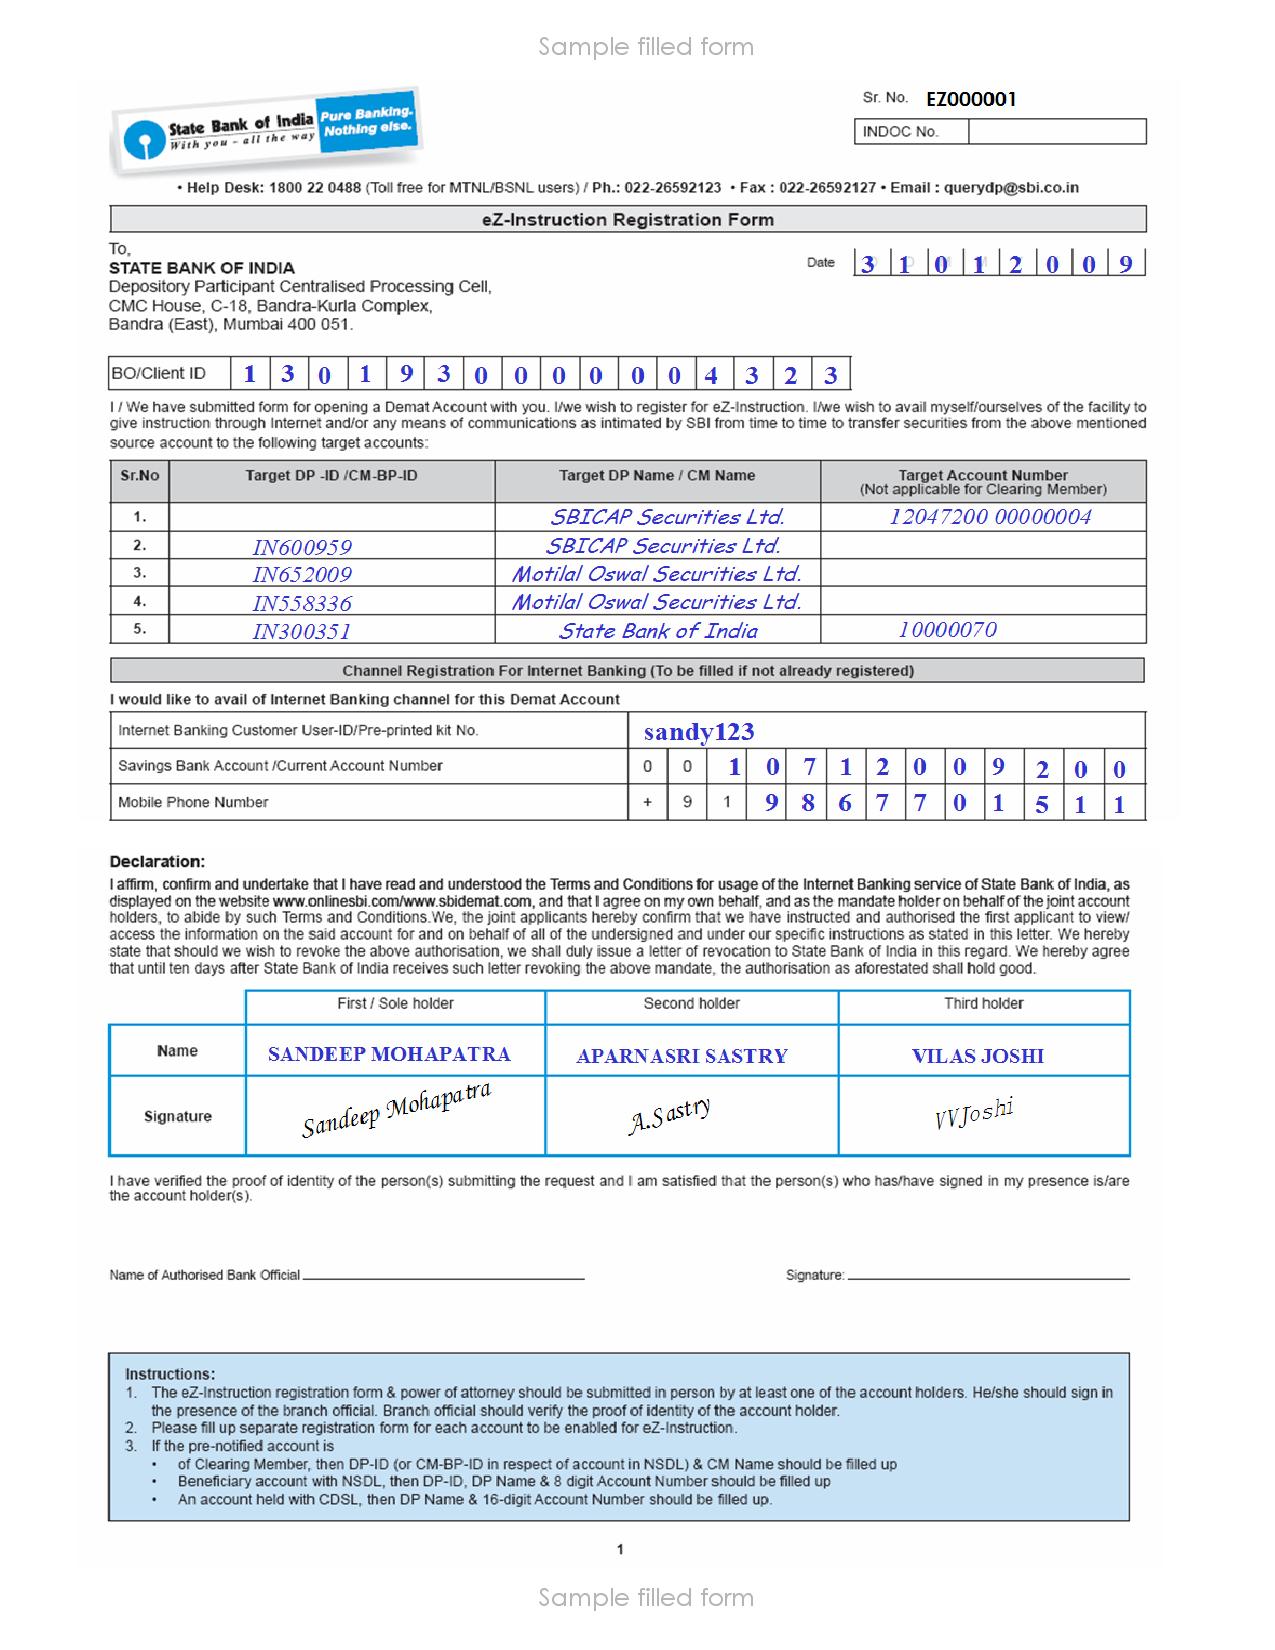 Sample filled form
State Bank of India
With you - all the way
Pure Banking.
Nothing else.
Sr. No. EZ000001
INDOC No.
• Help Desk: 1800 22 0488 (Toll free for MTNL/BSNL users) / Ph.: 022-26592123 • Fax : 022-26592127 • Email : querydp@sbi.co.in
eZ-Instruction Registration Form
To,
STATE BANK OF INDIA
Depository Participant Centralised Processing Cell,
CMC House, C-18, Bandra-Kurla Complex,
Bandra (East), Mumbai 400 051.
Date 3 1 0 1 2 0 0 9
BO/Client ID 1 3 0 1 9 3 0 0 0 0 0 0 4 3 2 3
I / We have submitted form for opening a Demat Account with you. I/we wish to register for eZ-Instruction. I/we wish to avail myself/ourselves of the facility to
give instruction through Internet and/or any means of communications as intimated by SBI from time to time to transfer securities from the above mentioned
source account to the following target accounts:
Sr.No Target DP -ID /CM-BP-ID Target DP Name / CM Name Target Account Number
(Not applicable for Clearing Member)
1. SBICAP Securities Ltd. 12047200 00000004
2. IN600959 SBICAP Securities Ltd.
3. IN652009 Motilal Oswal Securities Ltd.
4. IN558336 Motilal Oswal Securities Ltd.
5. IN300351 State Bank of India 10000070
Channel Registration For Internet Banking (To be filled if not already registered)
I would like to avail of Internet Banking channel for this Demat Account
Internet Banking Customer User-ID/Pre-printed kit No. sandy123
Savings Bank Account /Current Account Number 0 0 1 0 7 1 2 0 0 9 2 0 0
Mobile Phone Number + 9 1 9 8 6 7 7 0 1 5 1 1
Declaration:
I affirm, confirm and undertake that I have read and understood the Terms and Conditions for usage of the Internet Banking service of State Bank of India, as
displayed on the website www.onlinesbi.com/www.sbidemat.com, and that I agree on my own behalf, and as the mandate holder on behalf of the joint account
holders, to abide by such Terms and Conditions.We, the joint applicants hereby confirm that we have instructed and authorised the first applicant to view/
access the information on the said account for and on behalf of all of the undersigned and under our specific instructions as stated in this letter. We hereby
state that should we wish to revoke the above authorisation, we shall duly issue a letter of revocation to State Bank of India in this regard. We hereby agree
that until ten days after State Bank of India receives such letter revoking the above mandate, the authorisation as aforestated shall hold good.
First / Sole holder Second holder Third holder
Name SANDEEP MOHAPATRA APARNASRI SASTRY VILAS JOSHI
Signature Sandeep Mohapatra A.Sastry VVJoshi
I have verified the proof of identity of the person(s) submitting the request and I am satisfied that the person(s) who has/have signed in my presence is/are
the account holder(s).
Name of Authorised Bank Official Signature:
Instructions:
1. The eZ-Instruction registration form & power of attorney should be submitted in person by at least one of the account holders. He/she should sign in
the presence of the branch official. Branch official should verify the proof of identity of the account holder.
2. Please fill up separate registration form for each account to be enabled for eZ-Instruction.
3. If the pre-notified account is
• of Clearing Member, then DP-ID (or CM-BP-ID in respect of account in NSDL) & CM Name should be filled up
• Beneficiary account with NSDL, then DP-ID, DP Name & 8 digit Account Number should be filled up
• An account held with CDSL, then DP Name & 16-digit Account Number should be filled up.
1
Sample filled form